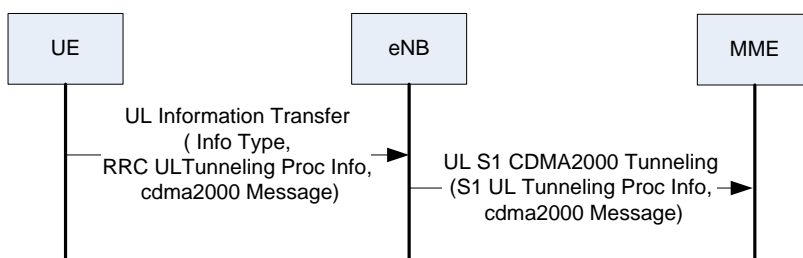 UE
eNB
MME
UL Information Transfer
( Info Type,
RRC ULTunneling Proc Info,
cdma2000 Message)
UL S1 CDMA2000 Tunneling
(S1 UL Tunneling Proc Info,
cdma2000 Message)